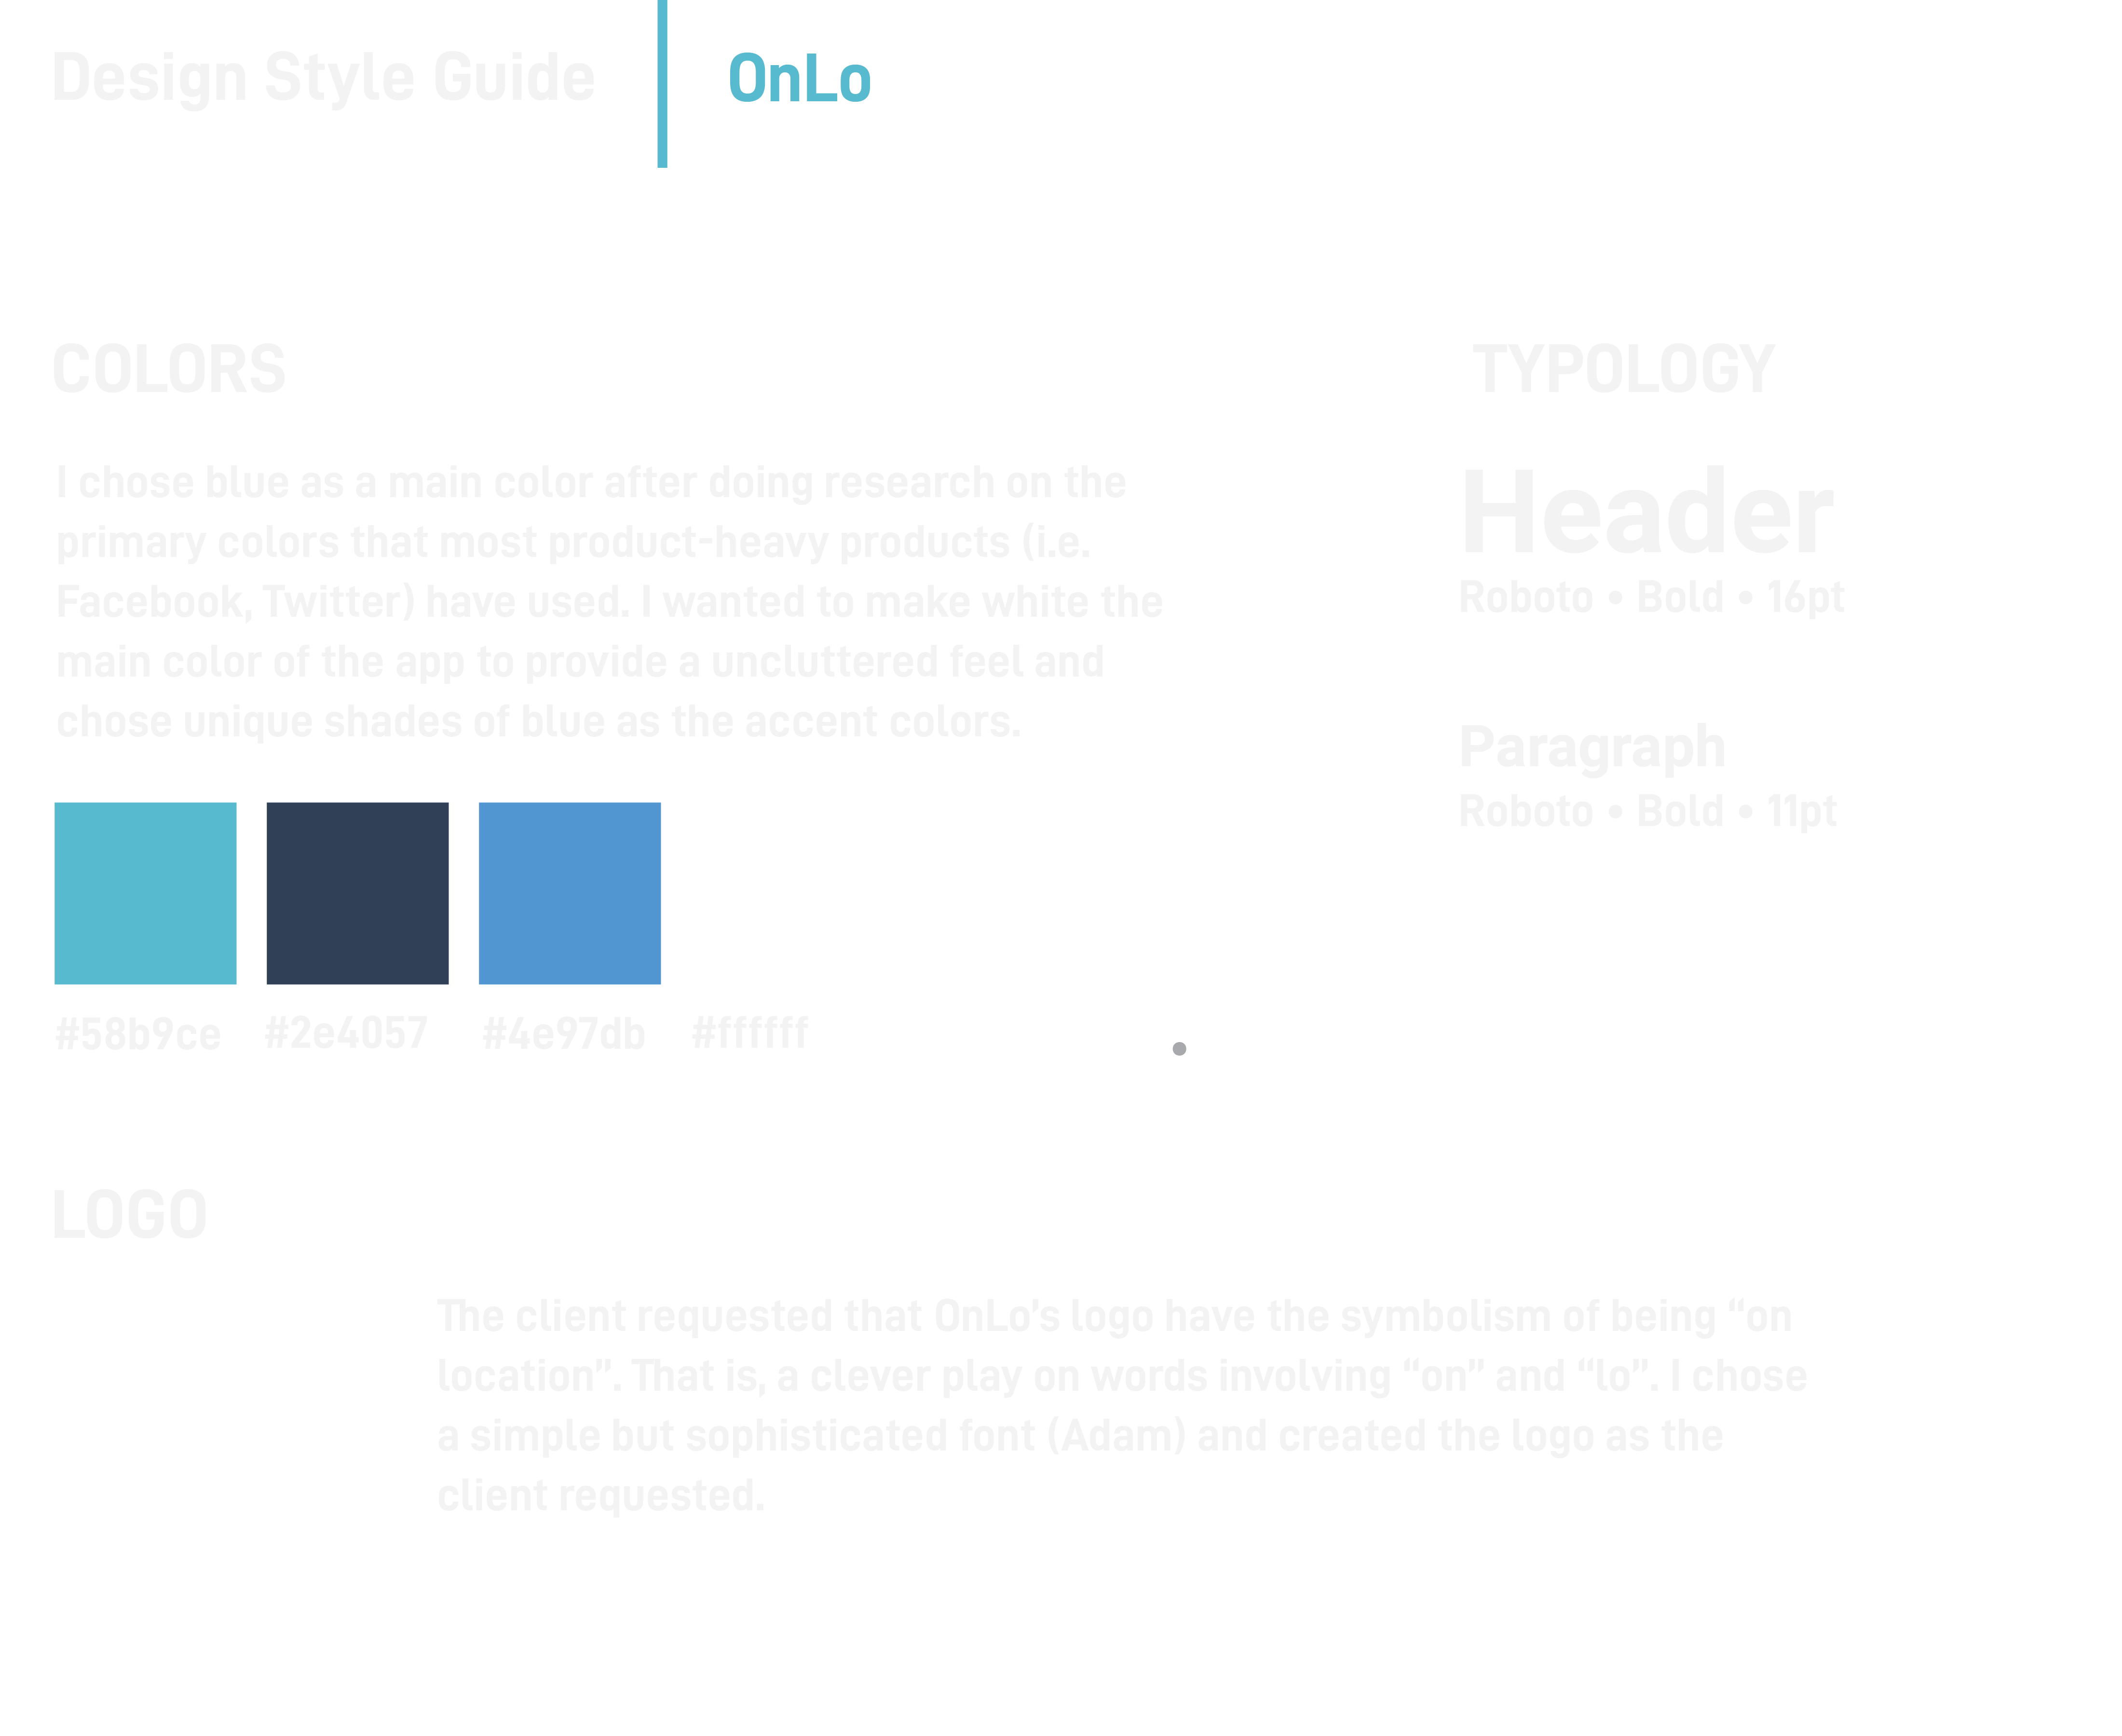 Design Style Guide
OnLo
COLORS
I chose blue as a main color after doing research on the
primary colors that most product-heavy products (i.e.
Facebook, Twitter) have used. I wanted to make white the
main color of the app to provide a uncluttered feel and
chose unique shades of blue as the accent colors.
#58b9ce
#2e4057
#4e97db
#ffffff
TYPOLOGY
Header
Roboto • Bold • 16pt
Paragraph
Roboto • Bold • 11pt
LOGO
The client requested that OnLo’s logo have the symbolism of being “on
location”. That is, a clever play on words involving “on” and “lo”. I chose
a simple but sophisticated font (Adam) and created the logo as the
client requested.